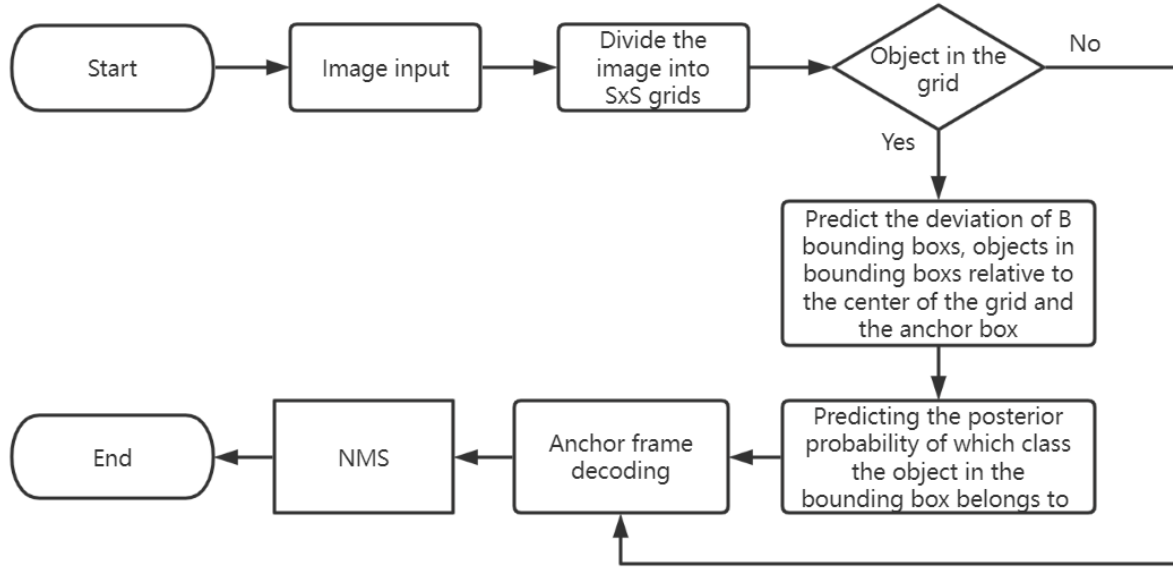 Start
Image input
Divide the
image into
SxS grids
Object in the
grid
No
Yes
Predict the deviation of B
bounding boxs, objects in
bounding boxs relative to
the center of the grid and
the anchor box
Predicting the posterior
probability of which class
the object in the
bounding box belongs to
Anchor frame
decoding
NMS
End